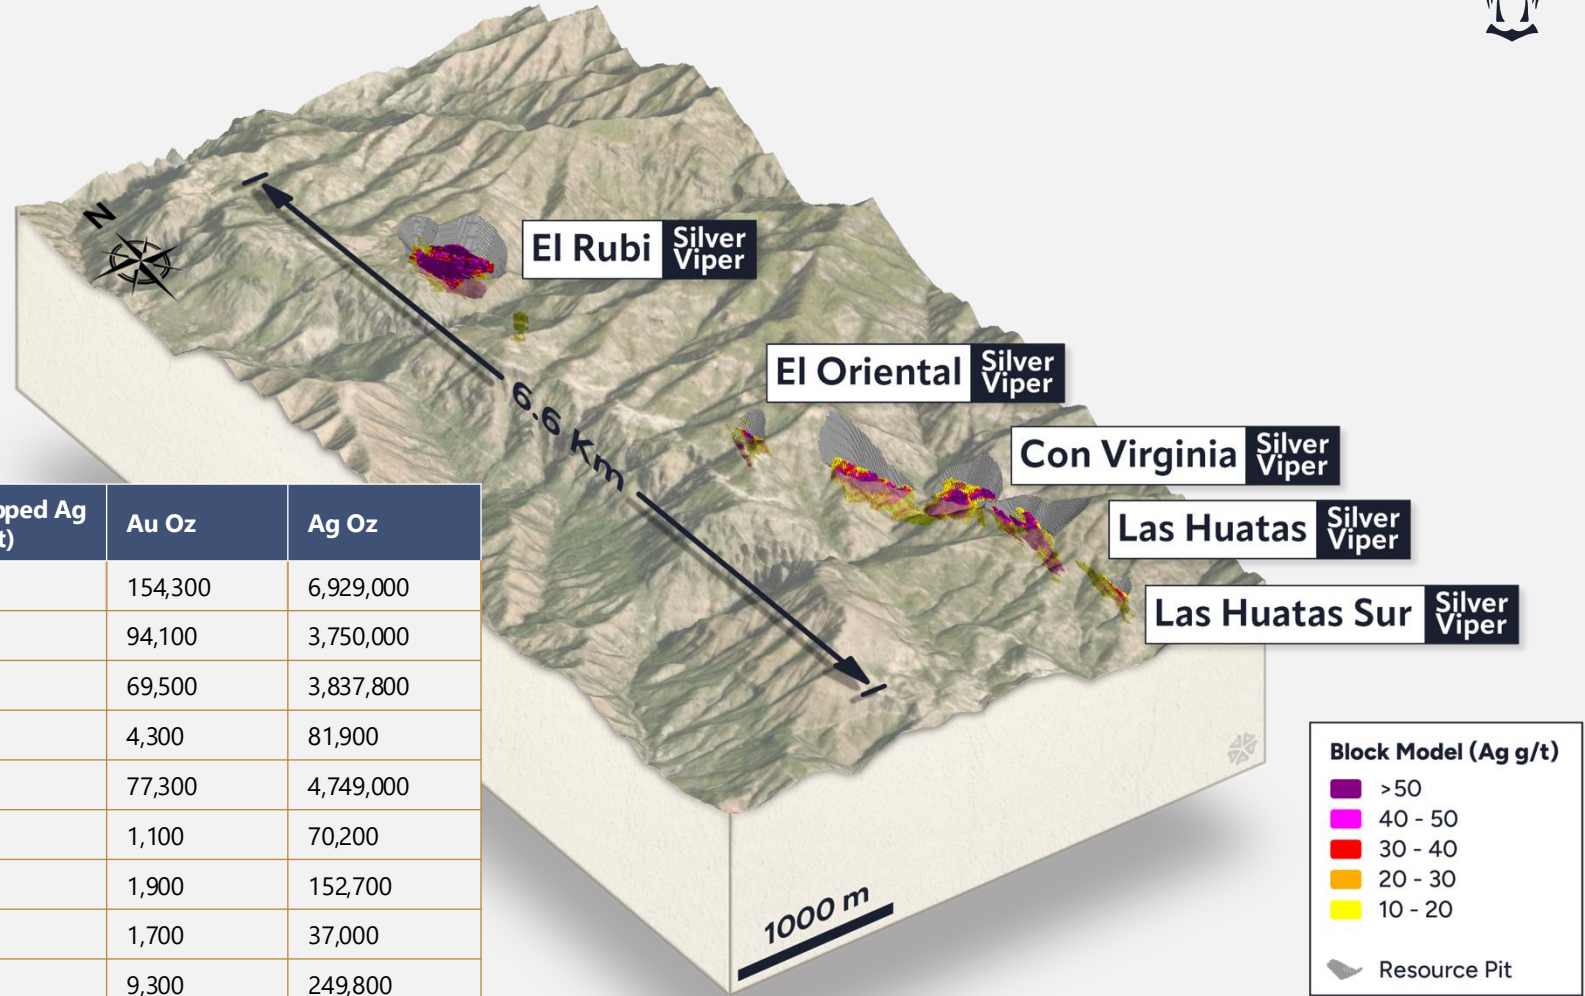 N
El Rubi Silver Viper
6.6 Km
El Oriental Silver Viper
Con Virginia Silver Viper
Las Huatas Silver Viper
Las Huatas Sur Silver Viper
Ag Au Oz Ag Oz
154,300 6,929,000
94,100 3,750,000
69,500 3,837,800
4,300 81,900
77,300 4,749,000
1,100 70,200
1,900 152,700
1,700 37,000
9,300 249,800
1000 m
Block Model (Ag g/t)
>50
40 - 50
30 - 40
20 - 30
10 - 20
Resource Pit